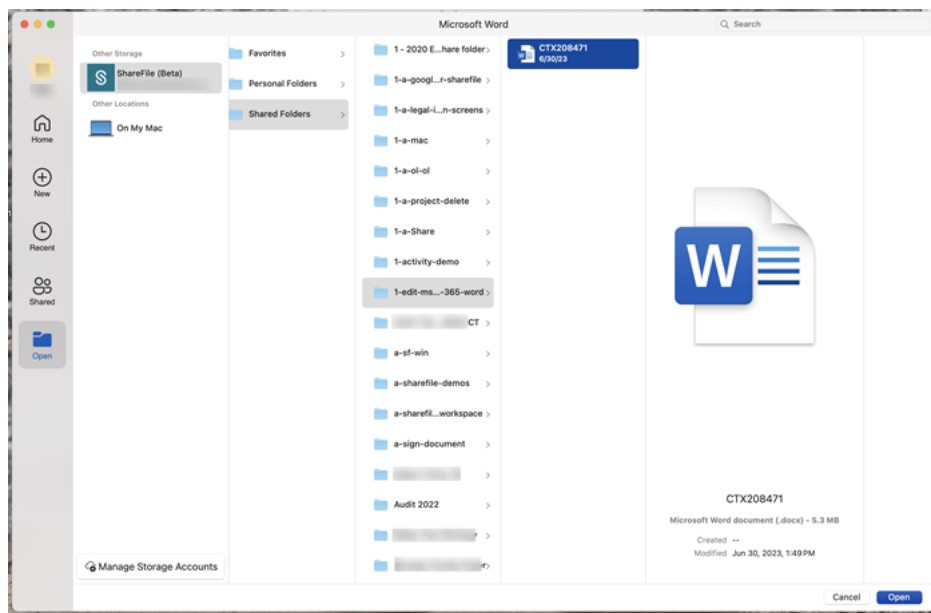 Microsoft Word
Search
Home
New
Recent
Shared
Open
Other Storage
ShareFile (Beta)
Other Locations
On My Mac
Manage Storage Accounts
Favorites
Personal Folders
Shared Folders
1 - 2020 E...hare folder
1-a-googl...r-sharefile
1-a-legal-i...n-screens
1-a-mac
1-a-ol-ol
1-a-project-delete
1-a-Share
1-activity-demo
1-edit-ms...-365-word
CT
a-sf-win
a-sharefile-demos
a-sharefil...workspace
a-sign-document
Audit 2022
CTX208471
6/30/23
W
CTX208471
Microsoft Word document (.docx) - 5.3 MB
Created --
Modified Jun 30, 2023, 1:49 PM
Cancel
Open